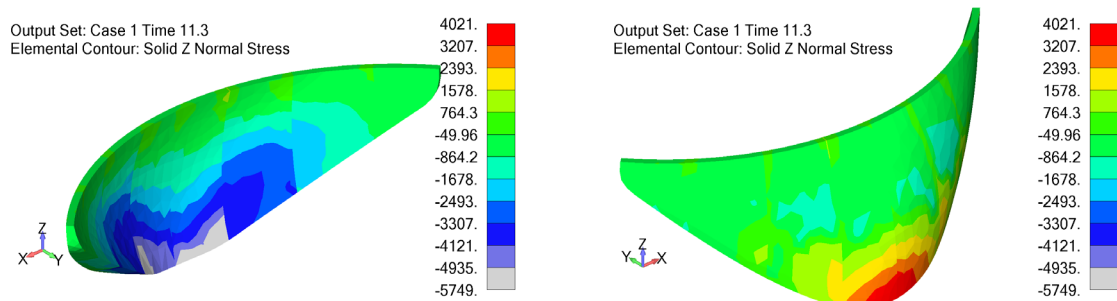 Output Set: Case 1 Time 11.3
Elemental Contour: Solid Z Normal Stress
4021.
3207.
2393.
1578.
764.3
-49.96
-864.2
-1678.
-2493.
-3307.
-4121.
-4935.
-5749.
Z
X
Y
Output Set: Case 1 Time 11.3
Elemental Contour: Solid Z Normal Stress
4021.
3207.
2393.
1578.
764.3
-49.96
-864.2
-1678.
-2493.
-3307.
-4121.
-4935.
-5749.
Z
Y
X